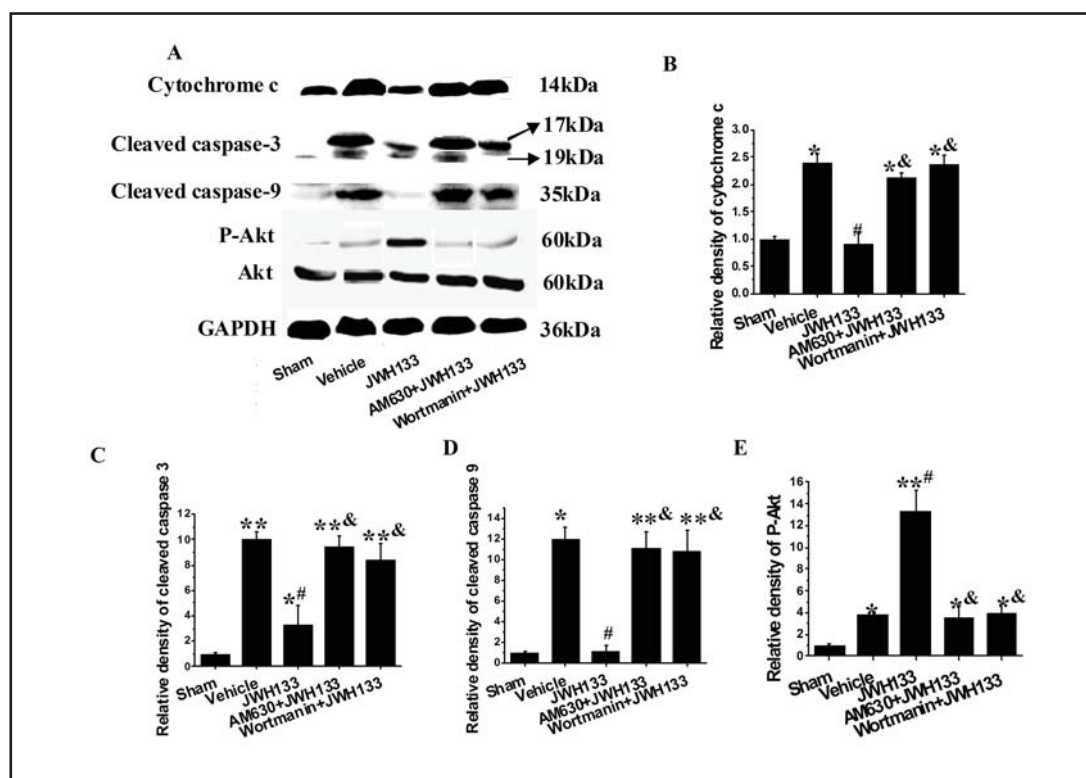 A
Cytochrome c 14kDa
17kDa
Cleaved caspase-3
19kDa
Cleaved caspase-9 35kDa
P-Akt 60kDa
Akt 60kDa
GAPDH 36kDa
Sham Vehicle JWH133 AM630+JWH133 Wortmanin+JWH133
B
Relative density of cytochrome c
3.0
2.5
2.0
1.5
1.0
0.5
0.0
* # *& *&
Sham Vehicle JWH133 AM630+JWH133 Wortmanin+JWH133
C
Relative density of cleaved caspase 3
12
10
8
6
4
2
0
** *# **& **&
Sham Vehicle JWH133 AM630+JWH133 Wortmanin+JWH133
D
Relative density of cleaved caspase 9
14
12
10
8
6
4
2
0
* # **& **&
Sham Vehicle JWH133 AM630+JWH133 Wortmanin+JWH133
E
Relative density of P-Akt
16
14
12
10
8
6
4
2
0
* **# *& *&
Sham Vehicle JWH133 AM630+JWH133 Wortmanin+JWH133